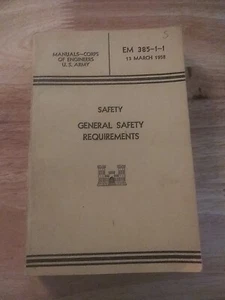 MANUALS—CORPS
OF ENGINEERS
U. S. ARMY
EM 385-1-1
13 MARCH 1958
SAFETY
GENERAL SAFETY
REQUIREMENTS